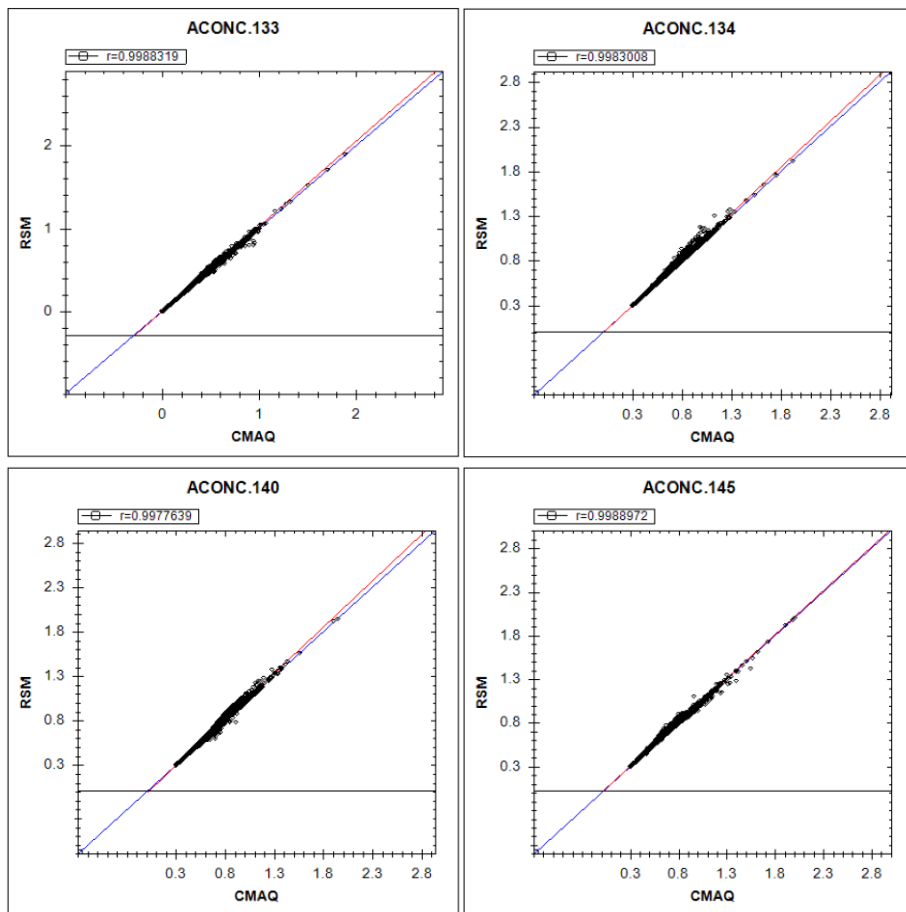 ACONC.133
r=0.9988319
2
1
0
RSM
0 1 2
CMAQ
ACONC.134
r=0.9983008
2.8
2.3
1.8
1.3
0.8
0.3
RSM
0.3 0.8 1.3 1.8 2.3 2.8
CMAQ
ACONC.140
r=0.9977639
2.8
2.3
1.8
1.3
0.8
0.3
RSM
0.3 0.8 1.3 1.8 2.3 2.8
CMAQ
ACONC.145
r=0.9988972
2.8
2.3
1.8
1.3
0.8
0.3
RSM
0.3 0.8 1.3 1.8 2.3 2.8
CMAQ